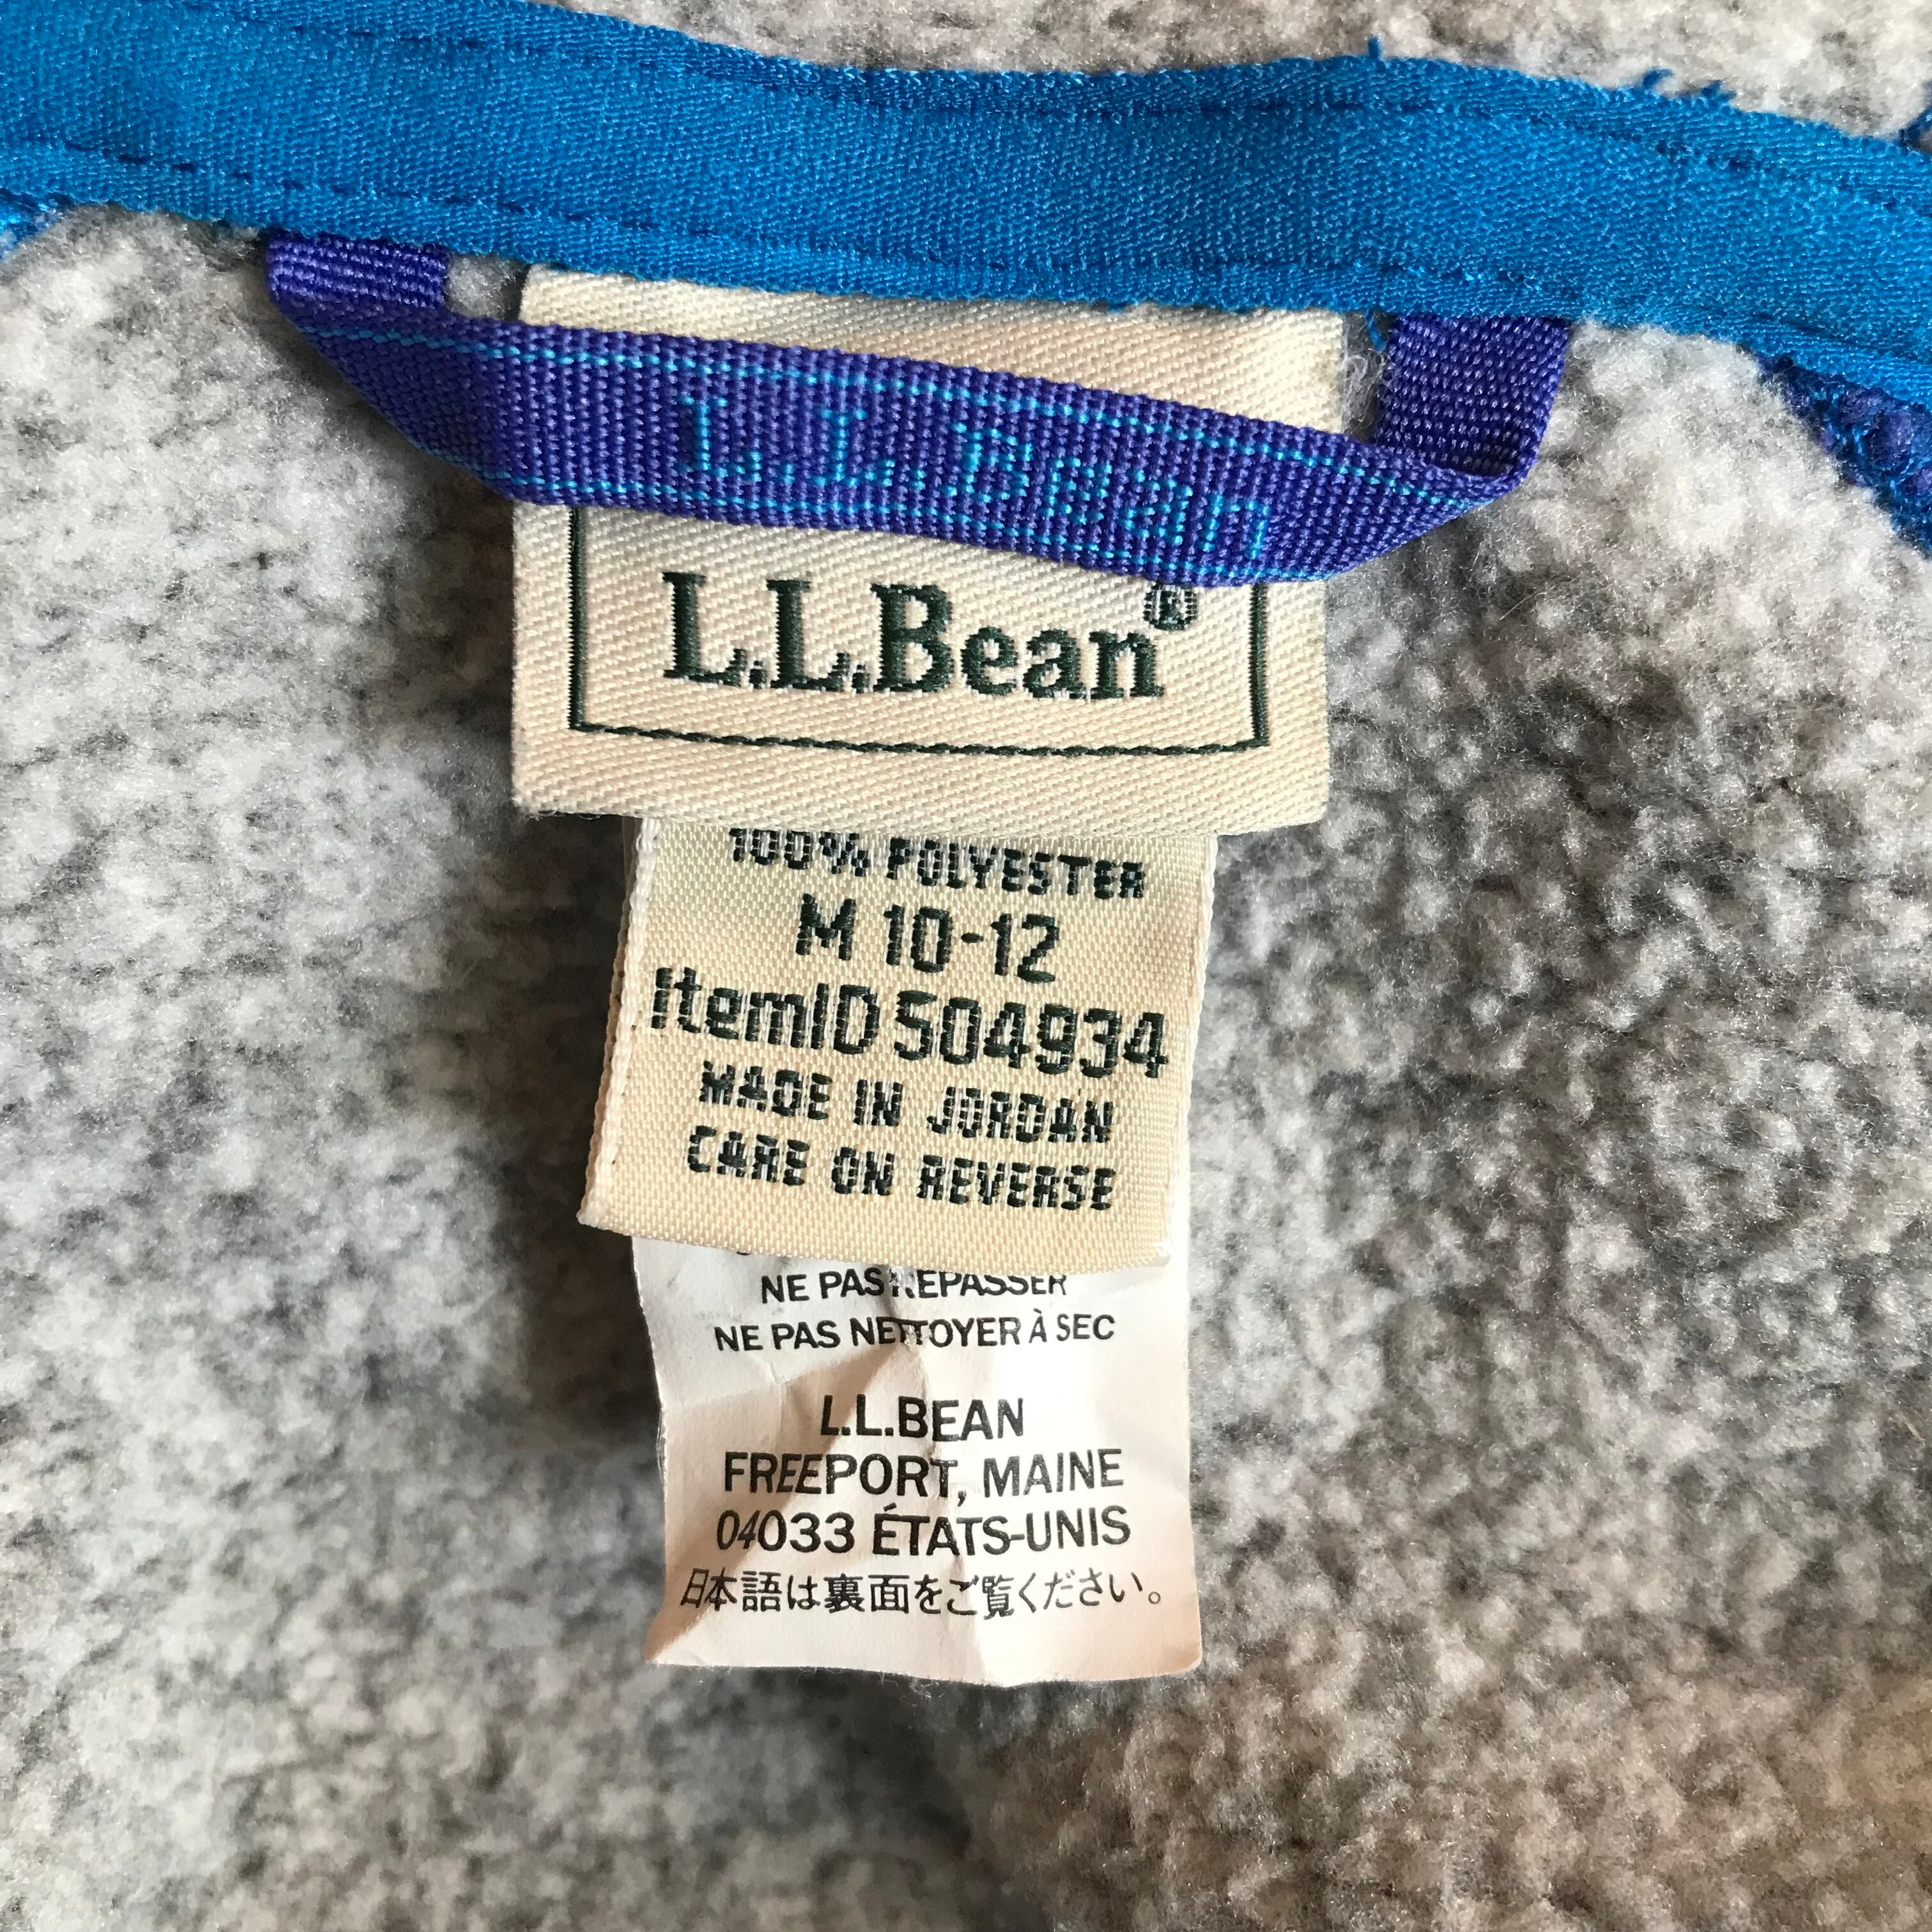 L.L.Bean
L.L.Bean®
100% POLYESTER
M 10-12
ItemID 504934
MADE IN JORDAN
CARE ON REVERSE
NE PAS REPASSER
NE PAS NETTOYER À SEC
L.L.BEAN
FREEPORT, MAINE
04033 ÉTATS-UNIS
日本語は裏面をご覧ください。